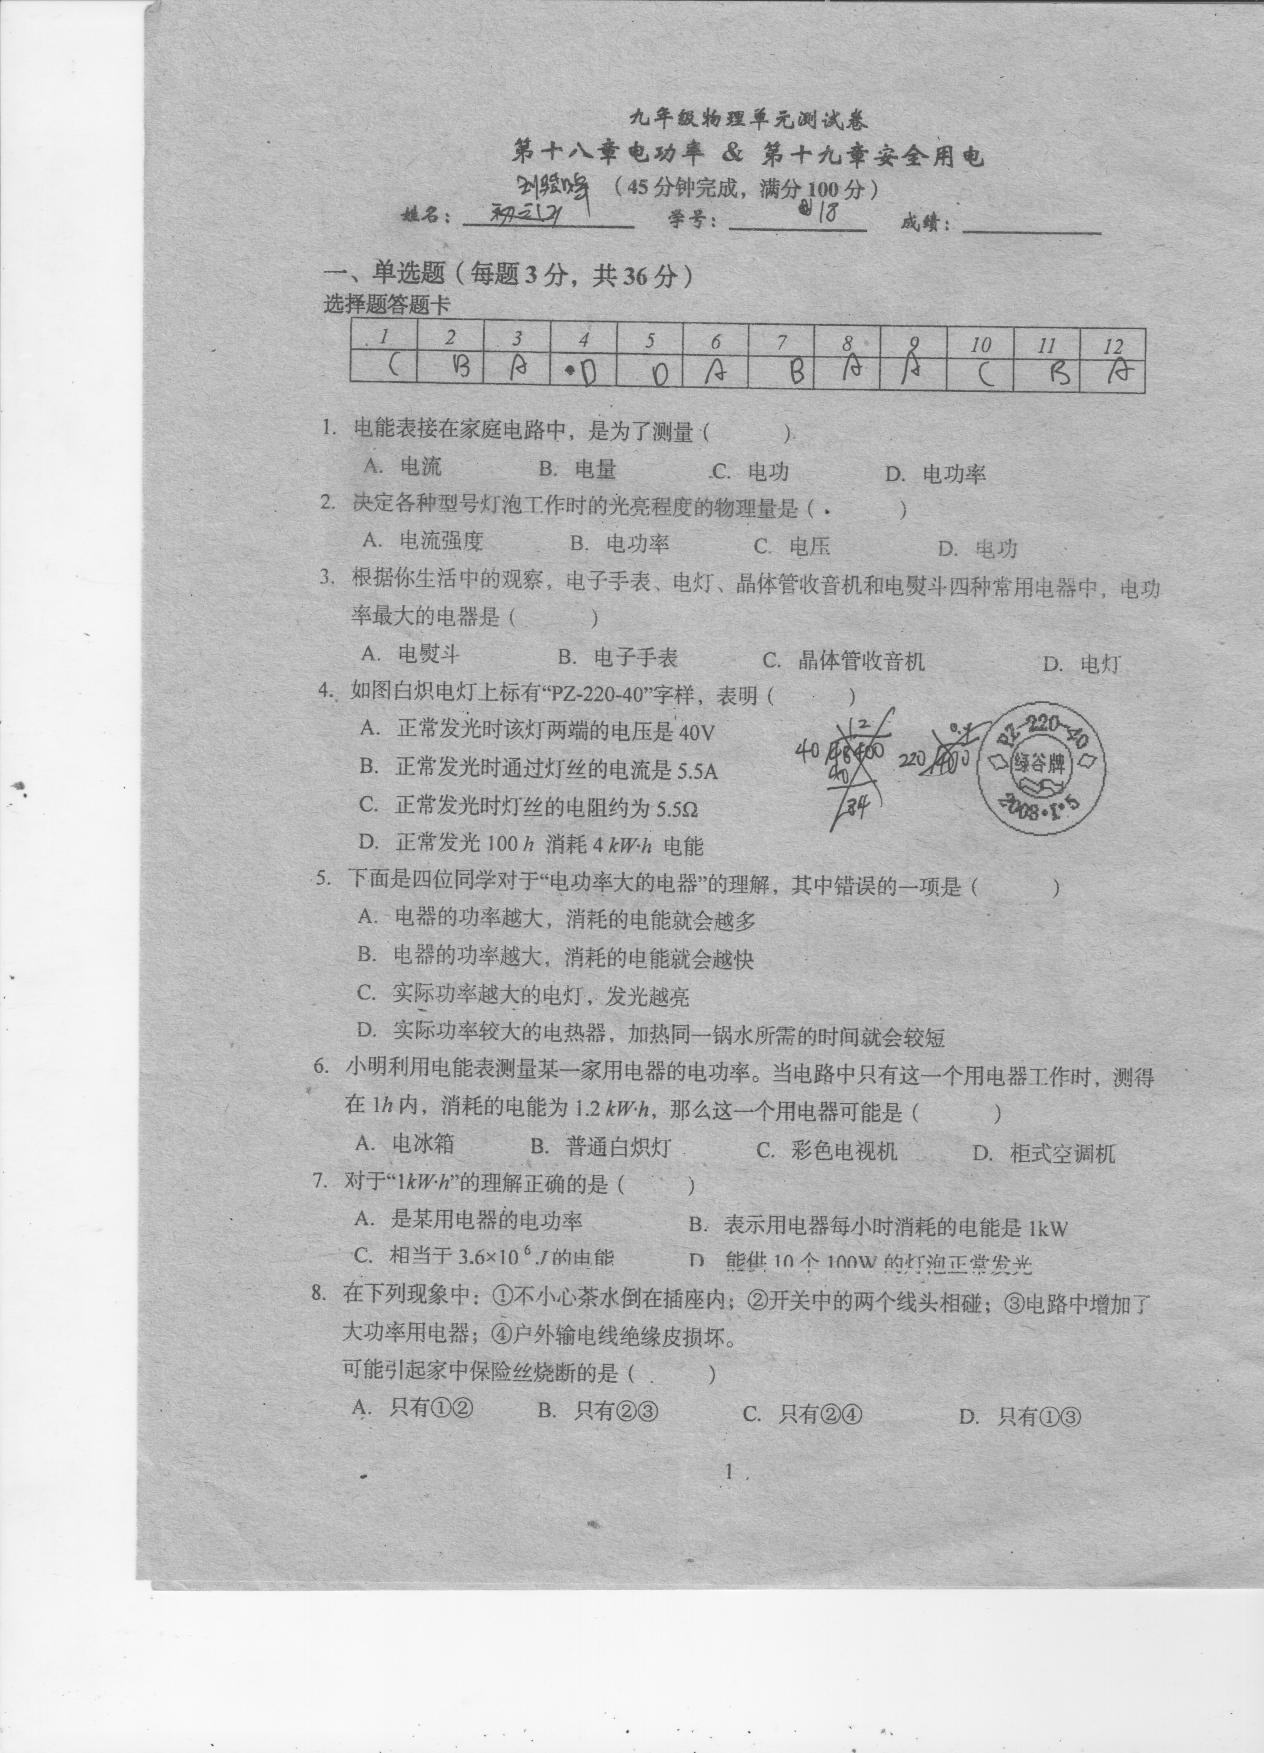 九年级物理单元测试卷
第十八章电功率 & 第十九章安全用电
（45分钟完成，满分100分）
姓名： 学号：18 成绩：
一、单选题（每题3分，共36分）
选择题答题卡
1 2 3 4 5 6 7 8 9 10 11 12
C B A D D A B A A C B A
1. 电能表接在家庭电路中，是为了测量（ ）
A. 电流 B. 电量 C. 电功 D. 电功率
2. 决定各种型号灯泡工作时的光亮程度的物理量是（ ）
A. 电流强度 B. 电功率 C. 电压 D. 电功
3. 根据你生活中的观察，电子手表、电灯、晶体管收音机和电熨斗四种常用电器中，电功
率最大的电器是（ ）
A. 电熨斗 B. 电子手表 C. 晶体管收音机 D. 电灯
4. 如图白炽电灯上标有“PZ-220-40”字样，表明（ ）
A. 正常发光时该灯两端的电压是40V
B. 正常发光时通过灯丝的电流是5.5A
C. 正常发光时灯丝的电阻约为5.5Ω
D. 正常发光100 h 消耗4 kW·h 电能
PZ-220-40
绿谷牌
2008·1·5
5. 下面是四位同学对于“电功率大的电器”的理解，其中错误的一项是（ ）
A. 电器的功率越大，消耗的电能就会越多
B. 电器的功率越大，消耗的电能就会越快
C. 实际功率越大的电灯，发光越亮
D. 实际功率较大的电热器，加热同一锅水所需的时间就会较短
6. 小明利用电能表测量某一家用电器的电功率。当电路中只有这一个用电器工作时，测得
在1h内，消耗的电能为1.2 kW·h，那么这一个用电器可能是（ ）
A. 电冰箱 B. 普通白炽灯 C. 彩色电视机 D. 柜式空调机
7. 对于“1kW·h”的理解正确的是（ ）
A. 是某用电器的电功率 B. 表示用电器每小时消耗的电能是1kW
C. 相当于3.6×10⁶J的电能 D. 能供10个100W的灯泡正常发光
8. 在下列现象中：①不小心茶水倒在插座内；②开关中的两个线头相碰；③电路中增加了
大功率用电器；④户外输电线绝缘皮损坏。
可能引起家中保险丝烧断的是（ ）
A. 只有①② B. 只有②③ C. 只有②④ D. 只有①③
1